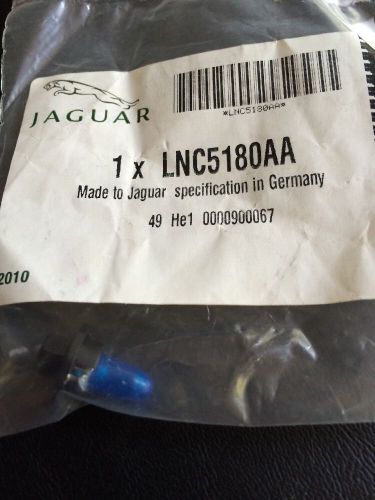 JAGUAR
*LNC5180AA*
1 x LNC5180AA
Made to Jaguar specification in Germany
49 He1 0000900067
2010